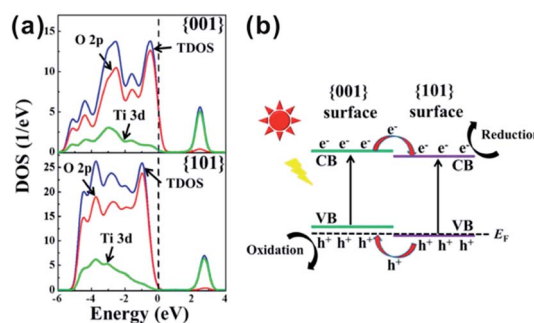 (a)
{001}
15
10
5
0
O 2p
TDOS
Ti 3d
DOS (1/eV)
{101}
25
20
15
10
5
0
O 2p
TDOS
Ti 3d
-6 -4 -2 0 2 4
Energy (eV)
(b)
{001} {101}
surface surface
e⁻
e⁻ e⁻ e⁻ e⁻ e⁻ e⁻
Reduction
CB CB
VB VB
E_F
h⁺ h⁺ h⁺ h⁺ h⁺ h⁺
Oxidation
h⁺